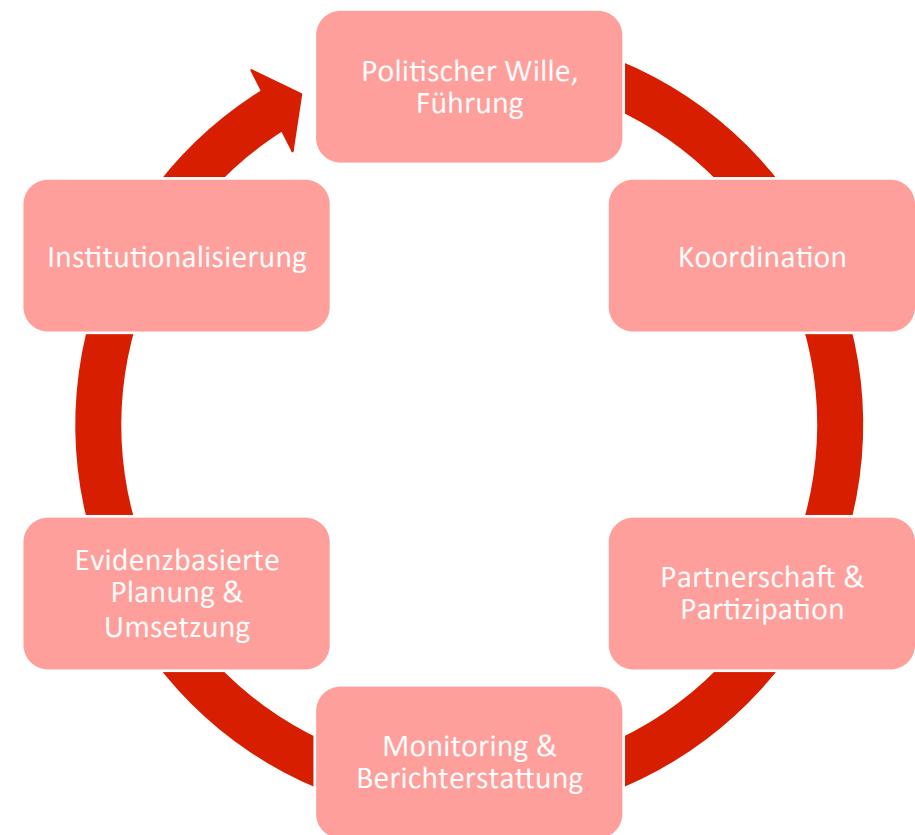 Politischer Wille,
Führung
Koordination
Partnerschaft &
Partizipation
Monitoring &
Berichterstattung
Evidenzbasierte
Planung &
Umsetzung
Institutionalisierung